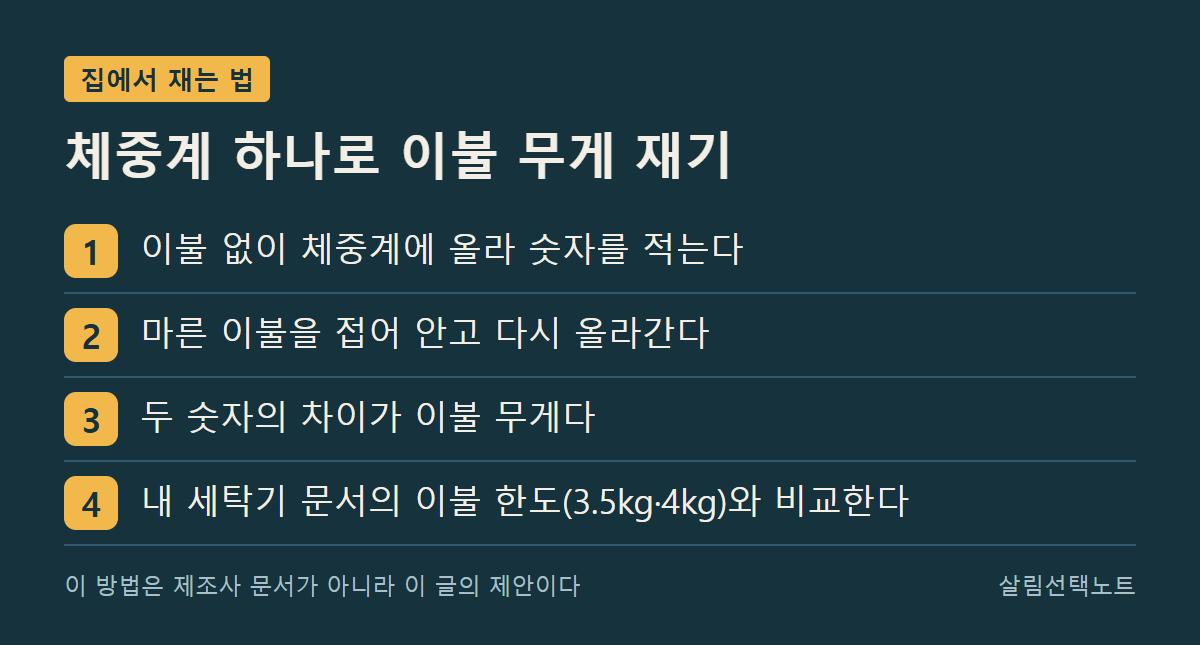 집에서 재는 법
체중계 하나로 이불 무게 재기
1 이불 없이 체중계에 올라 숫자를 적는다
2 마른 이불을 접어 안고 다시 올라간다
3 두 숫자의 차이가 이불 무게다
4 내 세탁기 문서의 이불 한도(3.5kg·4kg)와 비교한다
이 방법은 제조사 문서가 아니라 이 글의 제안이다
살림선택노트